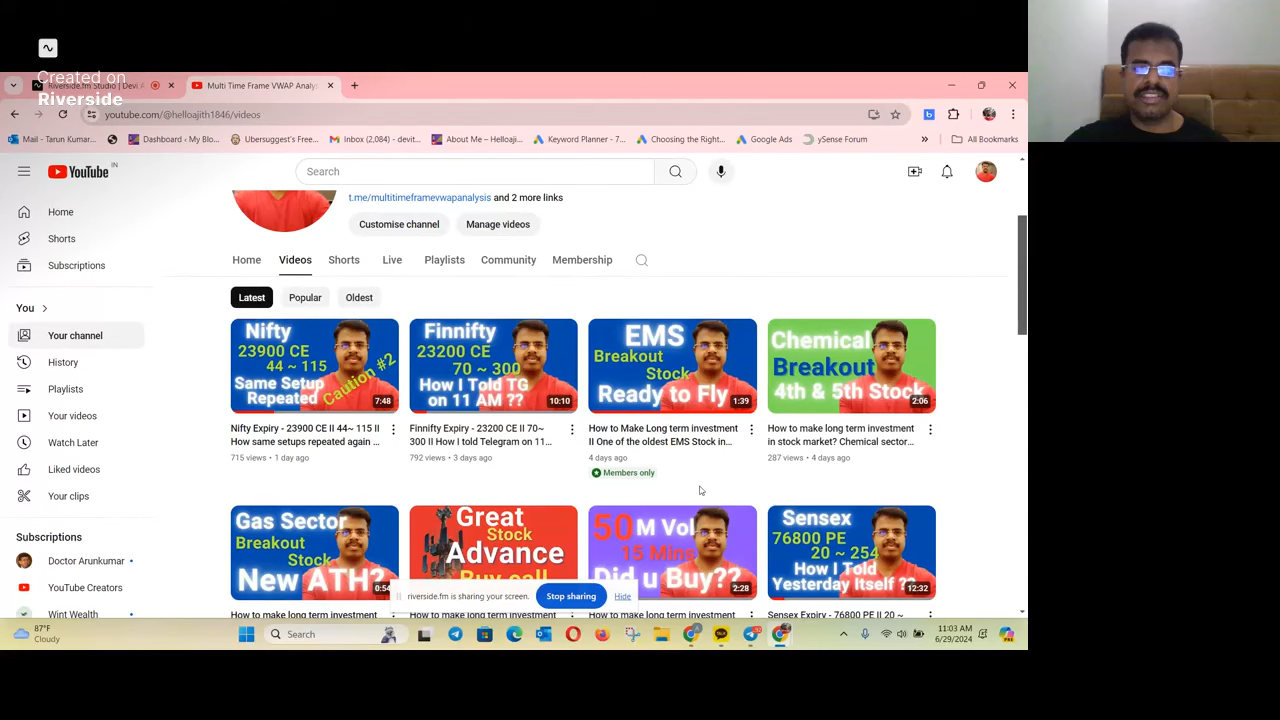 Created on
Riverside
Riverside.fm Studio | Devi A
Multi Time Frame VWAP Analys
youtube.com/@helloajith1846/videos
Mail – Tarun Kumar...
Dashboard ‹ My Blo...
Ubersuggest's Free...
Inbox (2,084) - devit...
About Me – Helloaji...
Keyword Planner - 7...
Choosing the Right...
Google Ads
ySense Forum
»
All Bookmarks
YouTube IN
Search
t.me/multitimeframevwapanalysis and 2 more links
Customise channel
Manage videos
Home
Shorts
Subscriptions
You
Your channel
History
Playlists
Your videos
Watch Later
Liked videos
Your clips
Subscriptions
Doctor Arunkumar
YouTube Creators
Wint Wealth
Home
Videos
Shorts
Live
Playlists
Community
Membership
Latest
Popular
Oldest
Nifty
23900 CE
44 ~ 115
Same Setup
Repeated
Caution #2
7:48
Nifty Expiry - 23900 CE II 44~ 115 II
How same setups repeated again ...
715 views • 1 day ago
Finnifty
23200 CE
70 ~ 300
How I Told TG
on 11 AM ??
10:10
Finnifty Expiry - 23200 CE II 70~
300 II How I told Telegram on 11...
792 views • 3 days ago
EMS
Breakout
Stock
Ready to Fly
1:39
How to Make Long term investment
II One of the oldest EMS Stock in...
4 days ago
Members only
Chemical
Breakout
4th & 5th Stock
2:06
How to make long term investment
in stock market? Chemical sector...
287 views • 4 days ago
Gas Sector
Breakout
Stock
New ATH?
0:54
How to make long term investment
Great
Stock
Advance
Buy call
How to make long term investment
50 M Vol
15 Mins
Did u Buy??
2:28
How to make long term investment
Sensex
76800 PE
20 ~ 254
How I Told
Yesterday Itself ??
12:32
Sensex Expiry - 76800 PE II 20 ~
riverside.fm is sharing your screen.
Stop sharing
Hide
87°F
Cloudy
Search
11:03 AM
6/29/2024